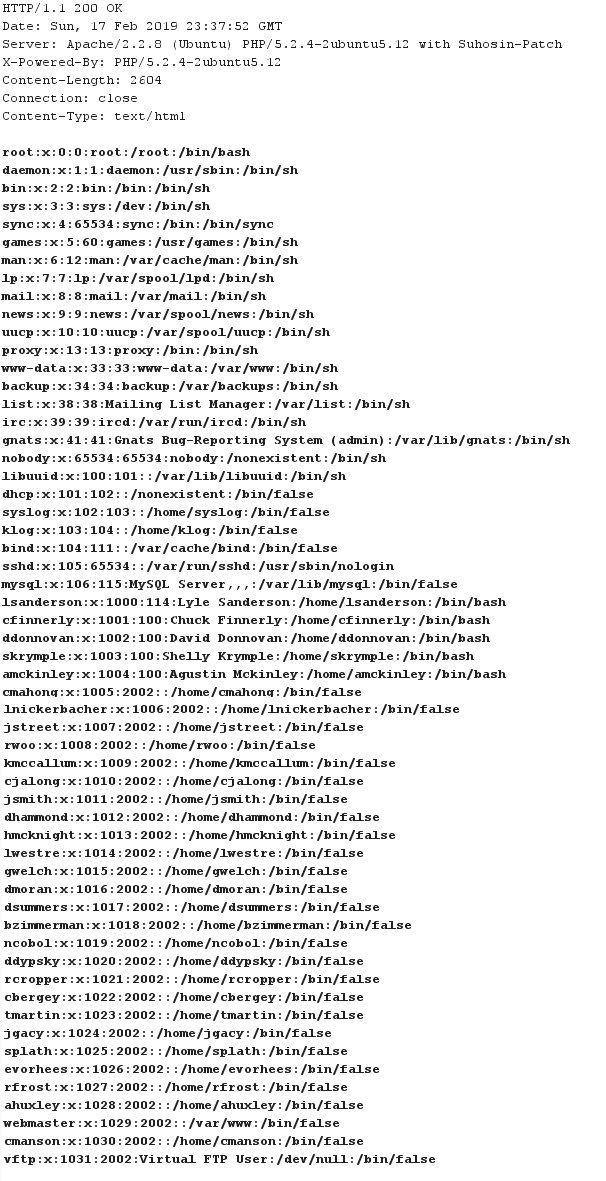 HTTP/1.1 200 OK
Date: Sun, 17 Feb 2019 23:37:52 GMT
Server: Apache/2.2.8 (Ubuntu) PHP/5.2.4-2ubuntu5.12 with Suhosin-Patch
X-Powered-By: PHP/5.2.4-2ubuntu5.12
Content-Length: 2604
Connection: close
Content-Type: text/html
root:x:0:0:root:/root:/bin/bash
daemon:x:1:1:daemon:/usr/sbin:/bin/sh
bin:x:2:2:bin:/bin:/bin/sh
sys:x:3:3:sys:/dev:/bin/sh
sync:x:4:65534:sync:/bin:/bin/sync
games:x:5:60:games:/usr/games:/bin/sh
man:x:6:12:man:/var/cache/man:/bin/sh
lp:x:7:7:lp:/var/spool/lpd:/bin/sh
mail:x:8:8:mail:/var/mail:/bin/sh
news:x:9:9:news:/var/spool/news:/bin/sh
uucp:x:10:10:uucp:/var/spool/uucp:/bin/sh
proxy:x:13:13:proxy:/bin:/bin/sh
www-data:x:33:33:www-data:/var/www:/bin/sh
backup:x:34:34:backup:/var/backups:/bin/sh
list:x:38:38:Mailing List Manager:/var/list:/bin/sh
irc:x:39:39:ircd:/var/run/ircd:/bin/sh
gnats:x:41:41:Gnats Bug-Reporting System (admin):/var/lib/gnats:/bin/sh
nobody:x:65534:65534:nobody:/nonexistent:/bin/sh
libuuid:x:100:101::/var/lib/libuuid:/bin/sh
dhcp:x:101:102::/nonexistent:/bin/false
syslog:x:102:103::/home/syslog:/bin/false
klog:x:103:104::/home/klog:/bin/false
bind:x:104:111::/var/cache/bind:/bin/false
sshd:x:105:65534::/var/run/sshd:/usr/sbin/nologin
mysql:x:106:115:MySQL Server,,,:/var/lib/mysql:/bin/false
lsanderson:x:1000:114:Lyle Sanderson:/home/lsanderson:/bin/bash
cfinnerly:x:1001:100:Chuck Finnerly:/home/cfinnerly:/bin/bash
ddonnovan:x:1002:100:David Donnovan:/home/ddonnovan:/bin/bash
skrymple:x:1003:100:Shelly Krymple:/home/skrymple:/bin/bash
amckinley:x:1004:100:Agustin Mckinley:/home/amckinley:/bin/bash
cmahong:x:1005:2002::/home/cmahong:/bin/false
lnickerbacher:x:1006:2002::/home/lnickerbacher:/bin/false
jstreet:x:1007:2002::/home/jstreet:/bin/false
rwoo:x:1008:2002::/home/rwoo:/bin/false
kmccallum:x:1009:2002::/home/kmccallum:/bin/false
cjalong:x:1010:2002::/home/cjalong:/bin/false
jsmith:x:1011:2002::/home/jsmith:/bin/false
dhammond:x:1012:2002::/home/dhammond:/bin/false
hmcknight:x:1013:2002::/home/hmcknight:/bin/false
lwestre:x:1014:2002::/home/lwestre:/bin/false
gwelch:x:1015:2002::/home/gwelch:/bin/false
dmoran:x:1016:2002::/home/dmoran:/bin/false
dsummers:x:1017:2002::/home/dsummers:/bin/false
bzimmerman:x:1018:2002::/home/bzimmerman:/bin/false
ncobol:x:1019:2002::/home/ncobol:/bin/false
ddypsky:x:1020:2002::/home/ddypsky:/bin/false
rcropper:x:1021:2002::/home/rcropper:/bin/false
cbergey:x:1022:2002::/home/cbergey:/bin/false
tmartin:x:1023:2002::/home/tmartin:/bin/false
jgacy:x:1024:2002::/home/jgacy:/bin/false
splath:x:1025:2002::/home/splath:/bin/false
evorhees:x:1026:2002::/home/evorhees:/bin/false
rfrost:x:1027:2002::/home/rfrost:/bin/false
ahuxley:x:1028:2002::/home/ahuxley:/bin/false
webmaster:x:1029:2002::/var/www:/bin/false
cmanson:x:1030:2002::/home/cmanson:/bin/false
vftp:x:1031:2002:Virtual FTP User:/dev/null:/bin/false